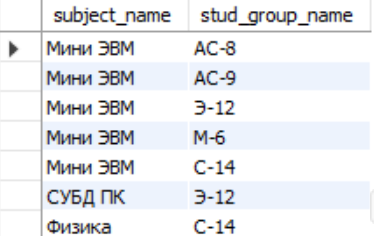 subject_name stud_group_name
Мини ЭВМ АС-8
Мини ЭВМ АС-9
Мини ЭВМ Э-12
Мини ЭВМ М-6
Мини ЭВМ С-14
СУБД ПК Э-12
Физика С-14